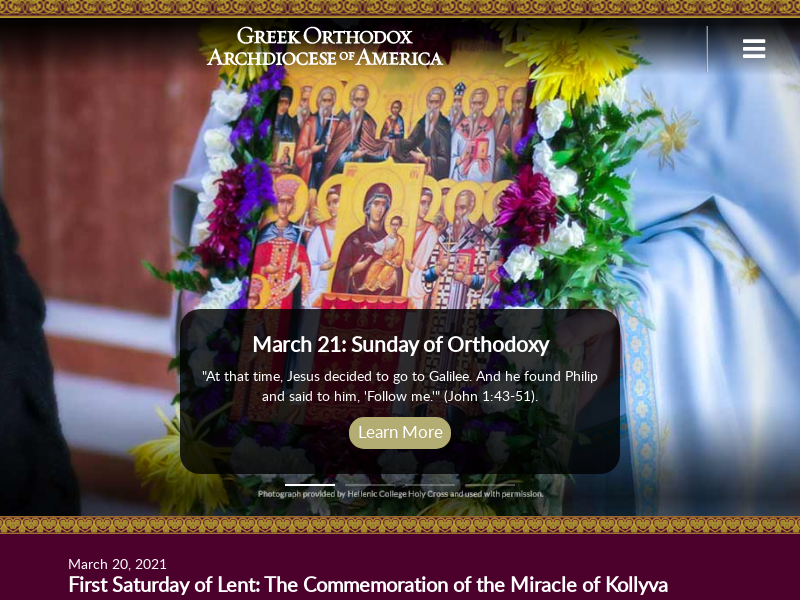 GREEK ORTHODOX
ARCHDIOCESE OF AMERICA
March 21: Sunday of Orthodoxy
"At that time, Jesus decided to go to Galilee. And he found Philip
and said to him, 'Follow me.'" (John 1:43-51).
Learn More
Photograph provided by Hellenic College Holy Cross and used with permission.
March 20, 2021
First Saturday of Lent: The Commemoration of the Miracle of Kollyva